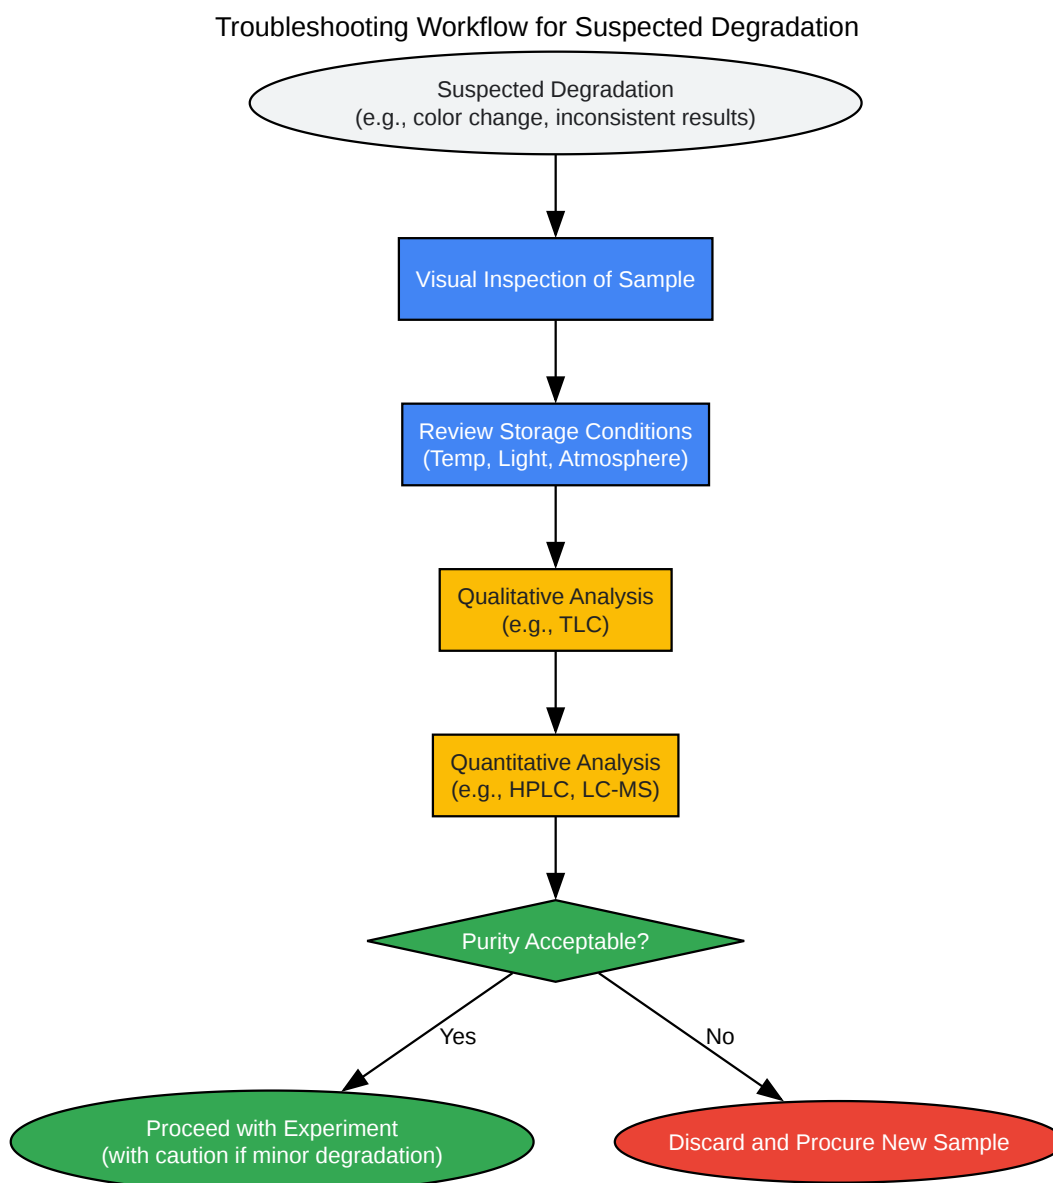 Troubleshooting Workflow for Suspected Degradation
Suspected Degradation
(e.g., color change, inconsistent results)
Visual Inspection of Sample
Review Storage Conditions
(Temp, Light, Atmosphere)
Qualitative Analysis
(e.g., TLC)
Quantitative Analysis
(e.g., HPLC, LC-MS)
Purity Acceptable?
Yes
No
Proceed with Experiment
(with caution if minor degradation)
Discard and Procure New Sample